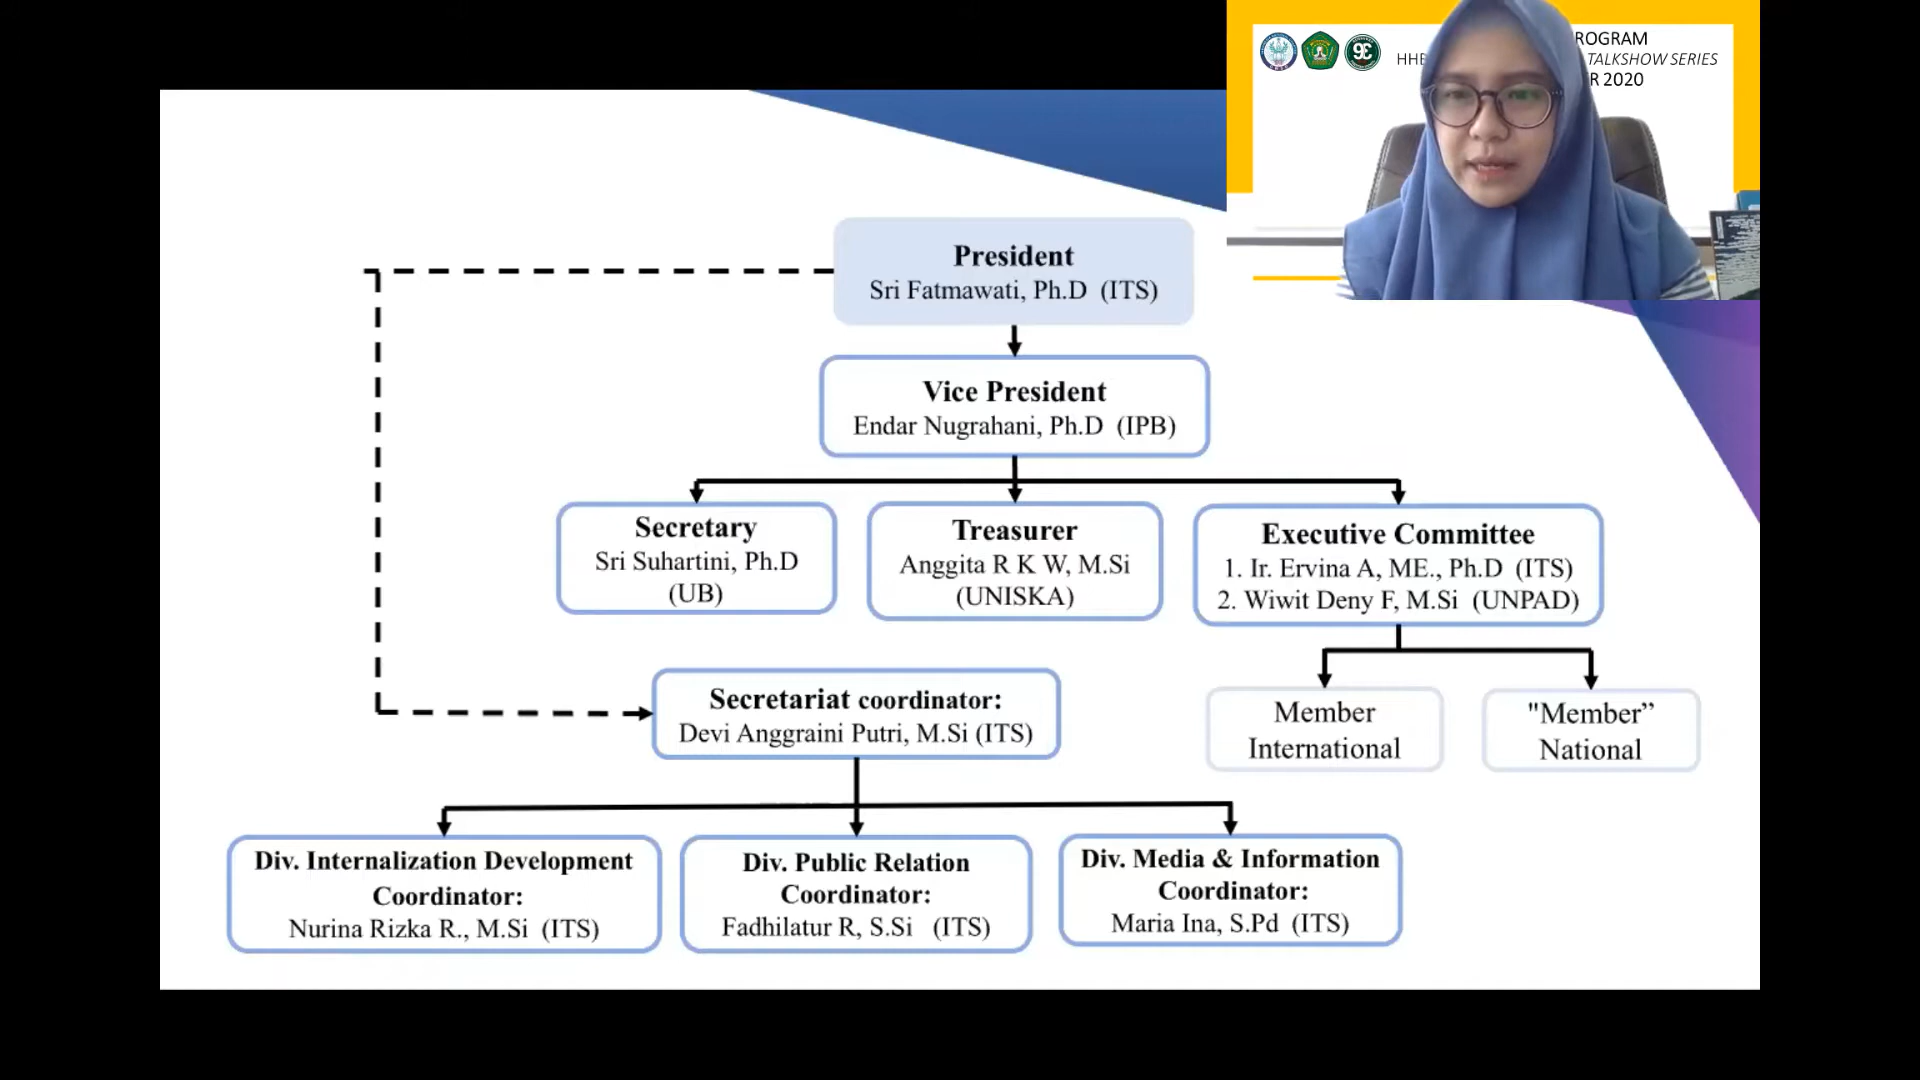 ROGRAM
HHE TALKSHOW SERIES
R 2020
President
Sri Fatmawati, Ph.D (ITS)
Vice President
Endar Nugrahani, Ph.D (IPB)
Secretary
Sri Suhartini, Ph.D
(UB)
Treasurer
Anggita R K W, M.Si
(UNISKA)
Executive Committee
1. Ir. Ervina A, ME., Ph.D (ITS)
2. Wiwit Deny F, M.Si (UNPAD)
Secretariat coordinator:
Devi Anggraini Putri, M.Si (ITS)
Member
International
"Member”
National
Div. Internalization Development
Coordinator:
Nurina Rizka R., M.Si (ITS)
Div. Public Relation
Coordinator:
Fadhilatur R, S.Si (ITS)
Div. Media & Information
Coordinator:
Maria Ina, S.Pd (ITS)